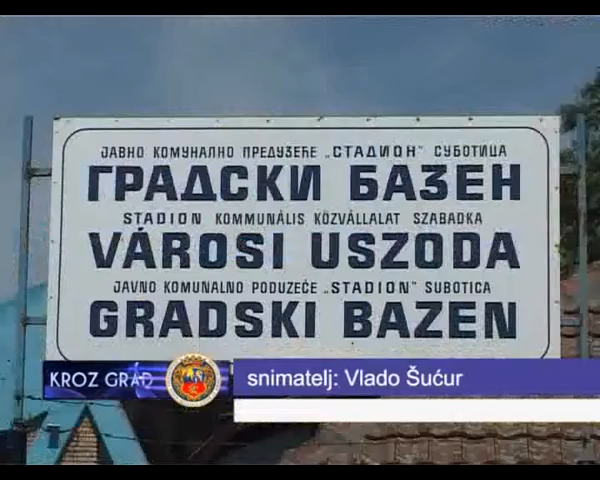 ЈАВНО КОМУНАЛНО ПРЕДУЗЕЋЕ „СТАДИОН" СУБОТИЦА
ГРАДСКИ БАЗЕН
STADION KOMMUNÁLIS KÖZVÁLLALAT SZABADKA
VÁROSI USZODA
JAVNO KOMUNALNO PODUZEĆE „STADION" SUBOTICA
GRADSKI BAZEN
KROZ GRAD
snimatelj: Vlado Šućur